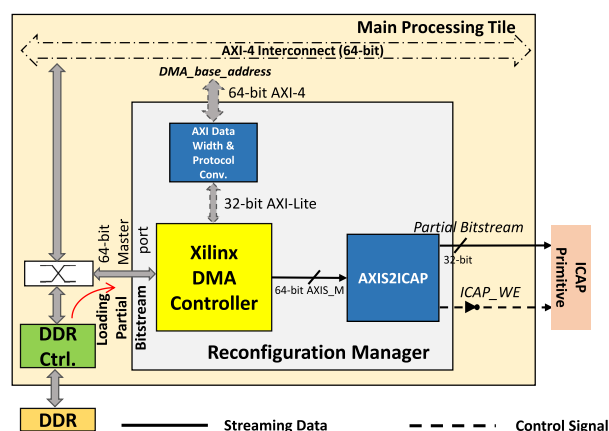 Main Processing Tile
AXI-4 Interconnect (64-bit)
DMA_base_address
64-bit AXI-4
AXI Data
Width &
Protocol
Conv.
32-bit AXI-Lite
64-bit
Master
port
Xilinx
DMA
Controller
64-bit AXIS_M
AXIS2ICAP
Partial Bitstream
32-bit
ICAP_WE
ICAP
Primitive
Loading
Partial
Bitstream
DDR
Ctrl.
Reconfiguration Manager
DDR
Streaming Data
Control Signal